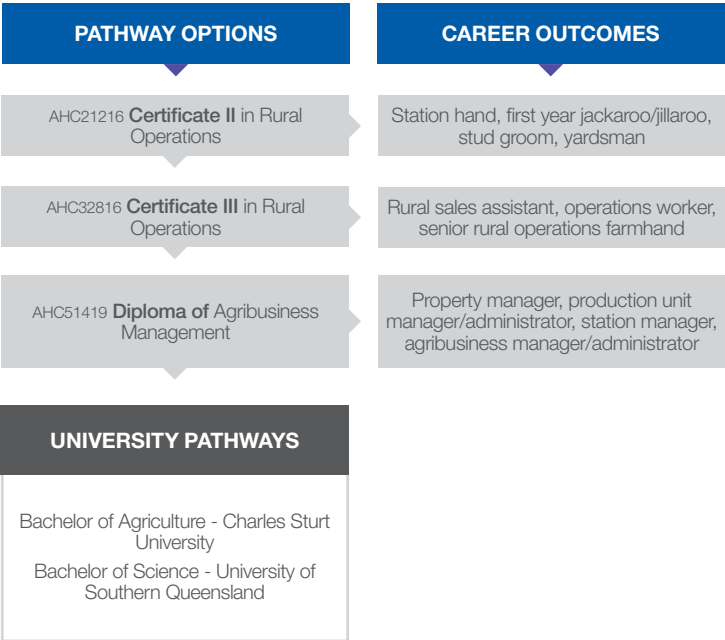 PATHWAY OPTIONS
CAREER OUTCOMES
AHC21216 Certificate II in Rural
Operations
Station hand, first year jackaroo/jillaroo,
stud groom, yardsman
AHC32816 Certificate III in Rural
Operations
Rural sales assistant, operations worker,
senior rural operations farmhand
AHC51419 Diploma of Agribusiness
Management
Property manager, production unit
manager/administrator, station manager,
agribusiness manager/administrator
UNIVERSITY PATHWAYS
Bachelor of Agriculture - Charles Sturt
University
Bachelor of Science - University of
Southern Queensland